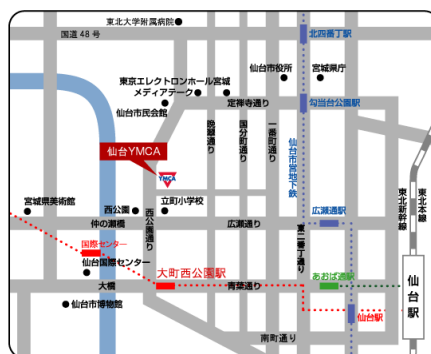 東北大学附属病院
国道48号
北四番丁駅
東京エレクトロンホール宮城
メディアテーク
仙台市民会館
仙台市役所
宮城県庁
定禅寺通り
勾当台公園駅
晩翠通り
国分町通り
一番町通り
仙台市営地下鉄
仙台YMCA
YMCA
東北新幹線
東北本線
宮城県美術館
西公園
立町小学校
仲の瀬橋
西公園通り
広瀬通り
東二番丁通り
広瀬通駅
国際センター
仙台国際センター
大町西公園駅
あおば通駅
大橋
青葉通り
仙台駅
仙台市博物館
仙台駅
南町通り